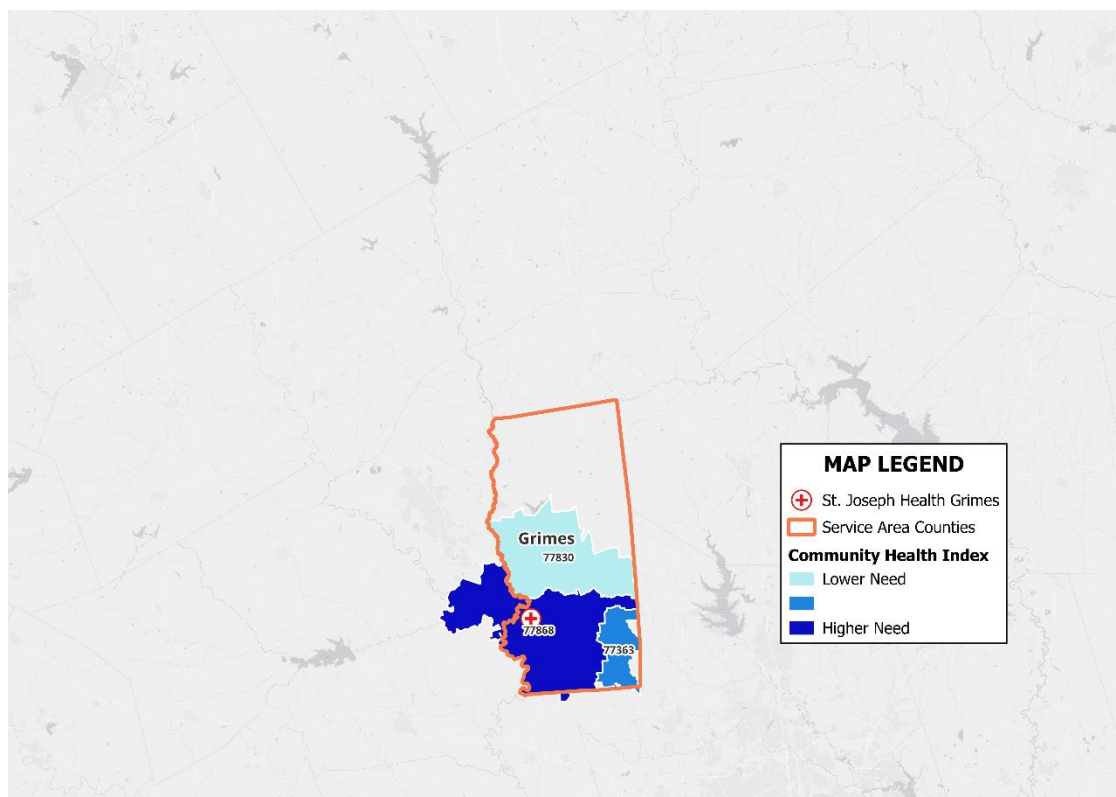 Grimes
77830
77868
77363
MAP LEGEND
St. Joseph Health Grimes
Service Area Counties
Community Health Index
Lower Need
Higher Need